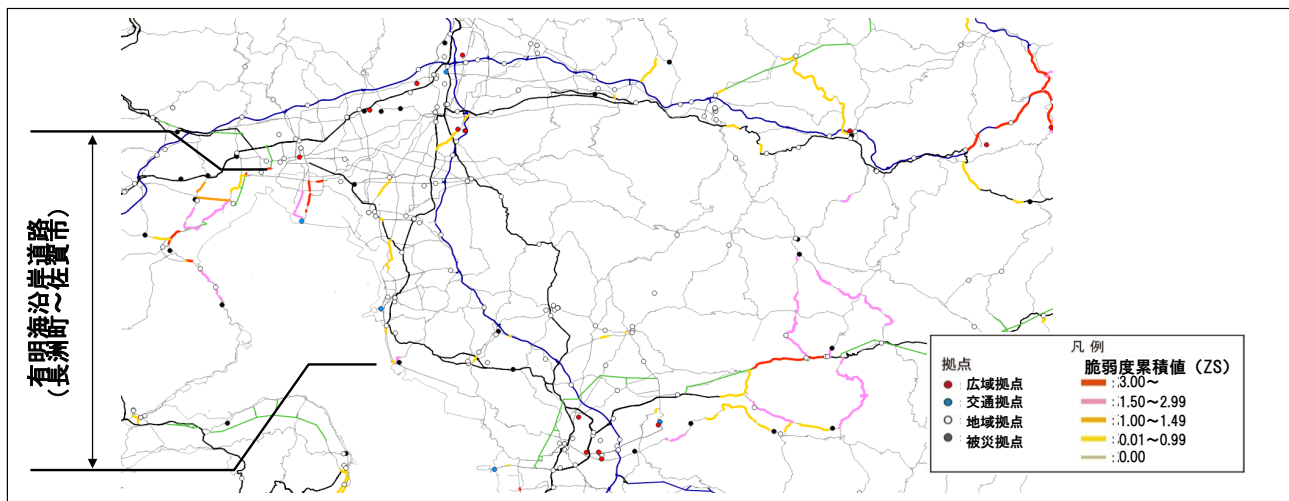 有明海沿岸道路
(長洲町～佐賀市)
凡 例
拠点
脆弱度累積値（ZS）
：広域拠点
：3.00～
：交通拠点
：1.50～2.99
：地域拠点
：1.00～1.49
：被災拠点
：0.01～0.99
：0.00